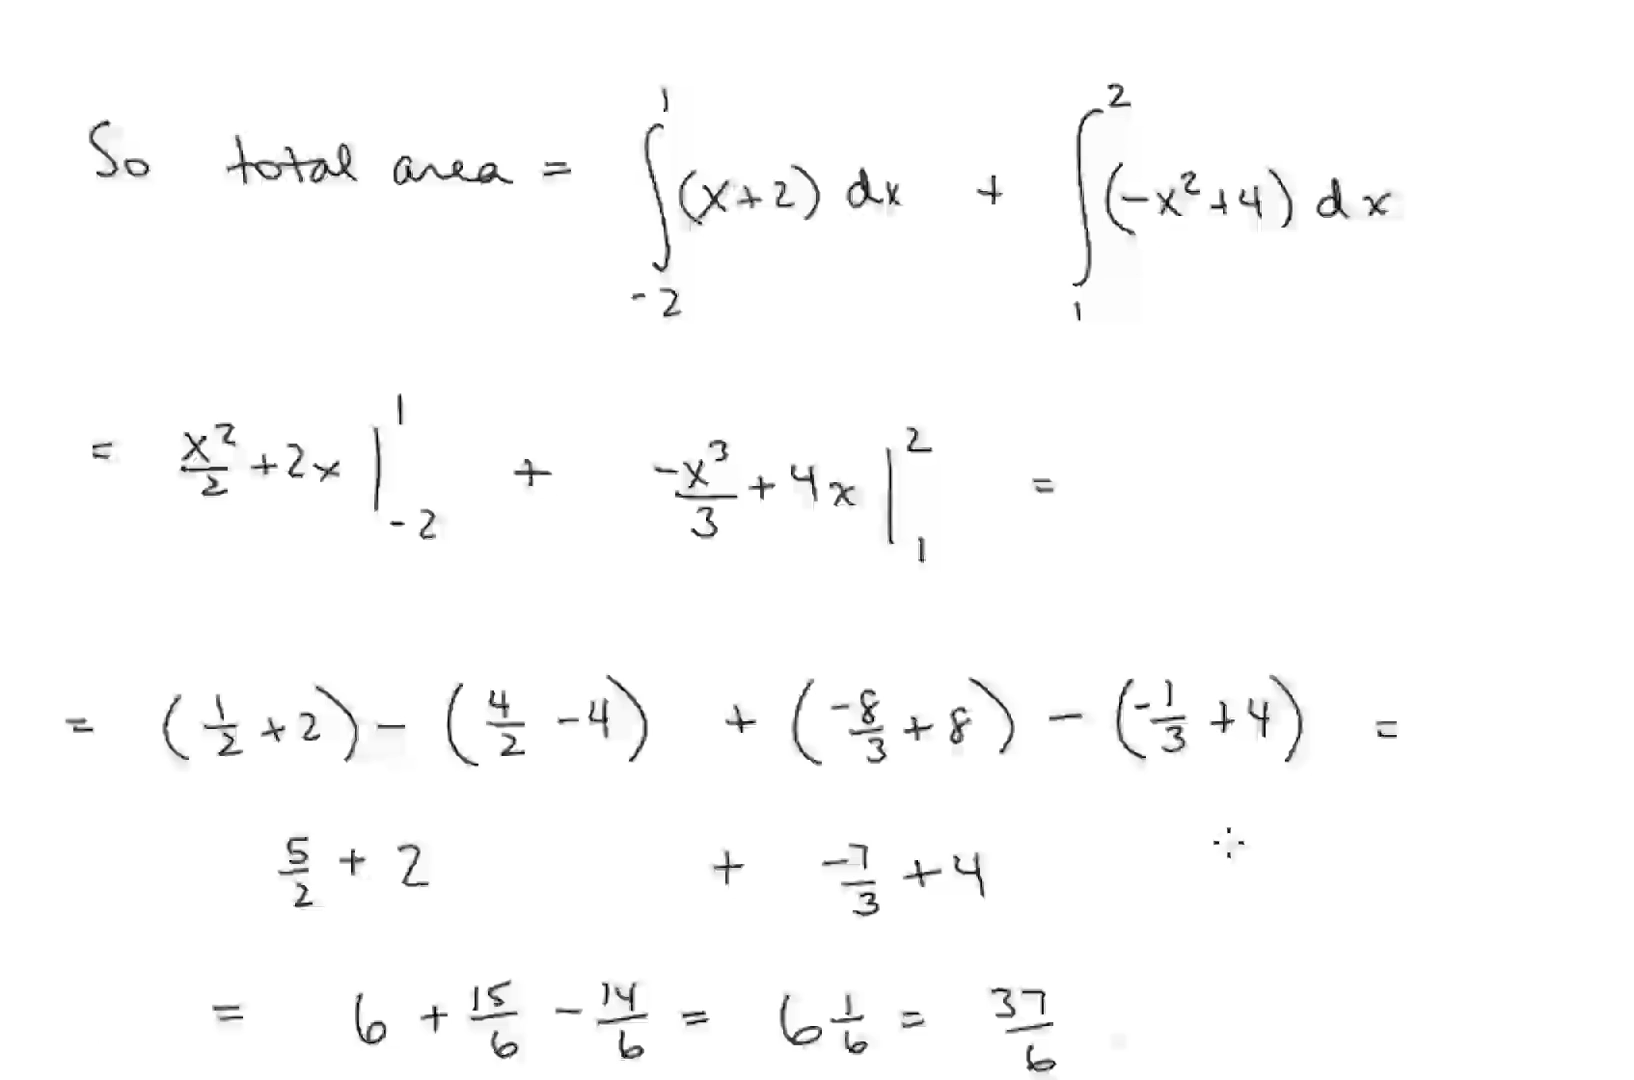 So total area = ∫_{-2}^{1} (x+2) dx + ∫_{1}^{2} (-x²+4) dx
= x²/2 + 2x |_{-2}^{1} + -x³/3 + 4x |_{1}^{2} =
= (1/2 + 2) - (4/2 - 4) + (-8/3 + 8) - (-1/3 + 4) =
5/2 + 2 + -7/3 + 4
= 6 + 15/6 - 14/6 = 6 1/6 = 37/6